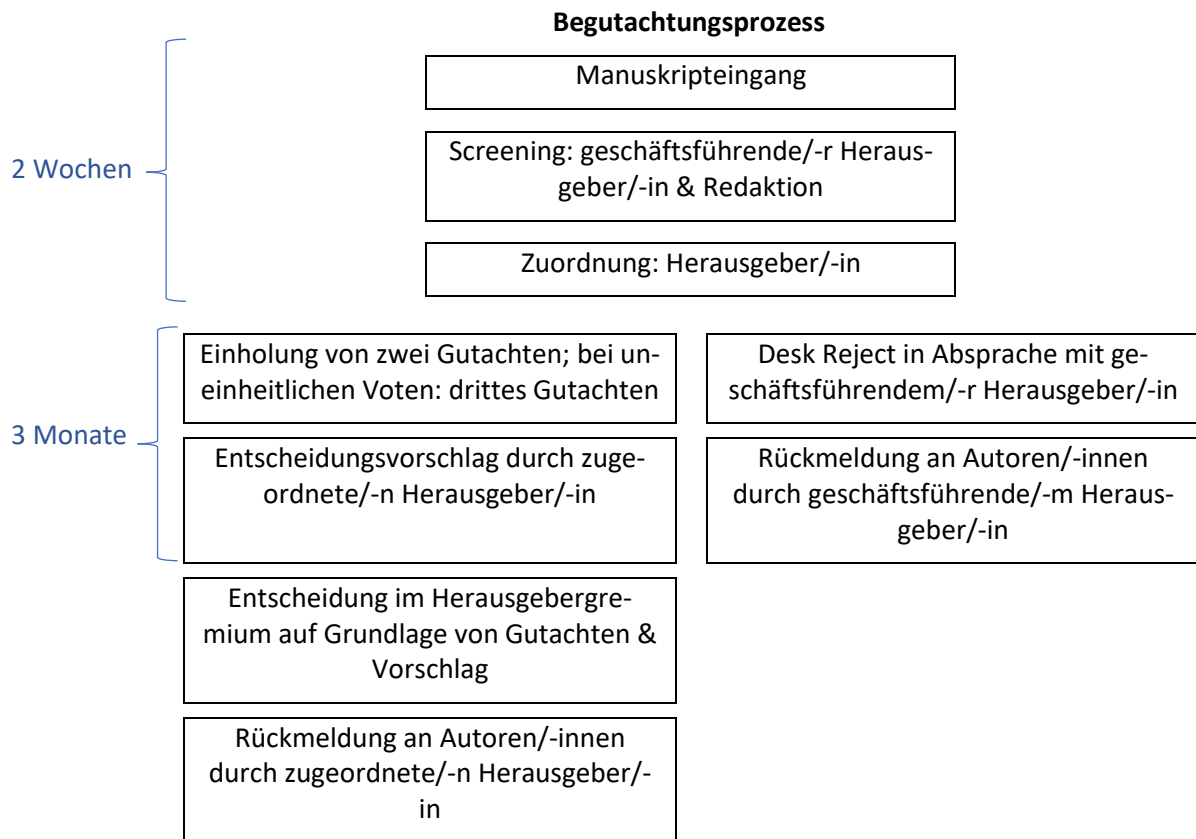 Begutachtungsprozess
Manuskripteingang
2 Wochen
Screening: geschäftsführende/-r Heraus-
geber/-in & Redaktion
Zuordnung: Herausgeber/-in
3 Monate
Einholung von zwei Gutachten; bei un-
einheitlichen Voten: drittes Gutachten
Desk Reject in Absprache mit ge-
schäftsführendem/-r Herausgeber/-in
Entscheidungsvorschlag durch zuge-
ordnete/-n Herausgeber/-in
Rückmeldung an Autoren/-innen
durch geschäftsführende/-m Heraus-
geber/-in
Entscheidung im Herausgebergre-
mium auf Grundlage von Gutachten &
Vorschlag
Rückmeldung an Autoren/-innen
durch zugeordnete/-n Herausgeber/-
in